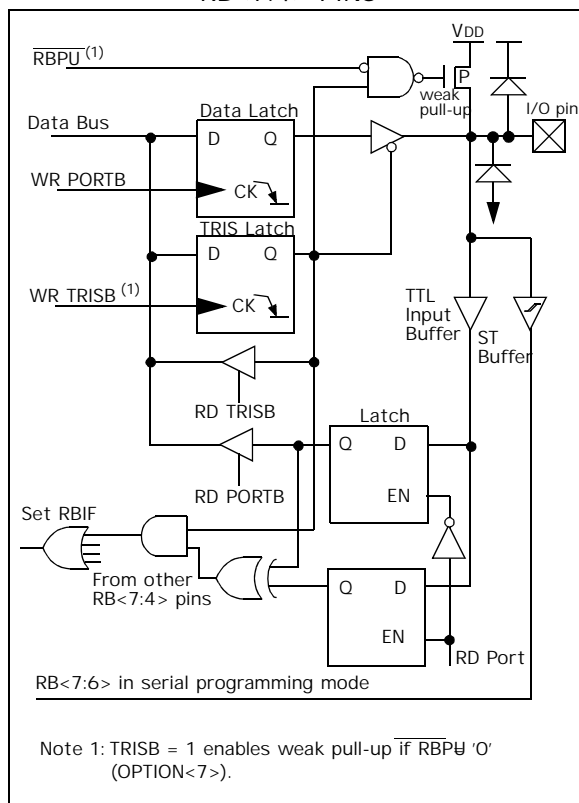 PINS
VDD
RBPU (1)
P
weak
pull-up
I/O pin
Data Latch
Data Bus
D Q
WR PORTB
CK
TRIS Latch
D Q
WR TRISB (1)
CK
TTL
Input
Buffer
ST
Buffer
RD TRISB
Latch
Q D
RD PORTB
EN
Set RBIF
From other
RB<7:4> pins
Q D
EN
RD Port
RB<7:6> in serial programming mode
Note 1: TRISB = 1 enables weak pull-up if RBPU '0'
(OPTION<7>).